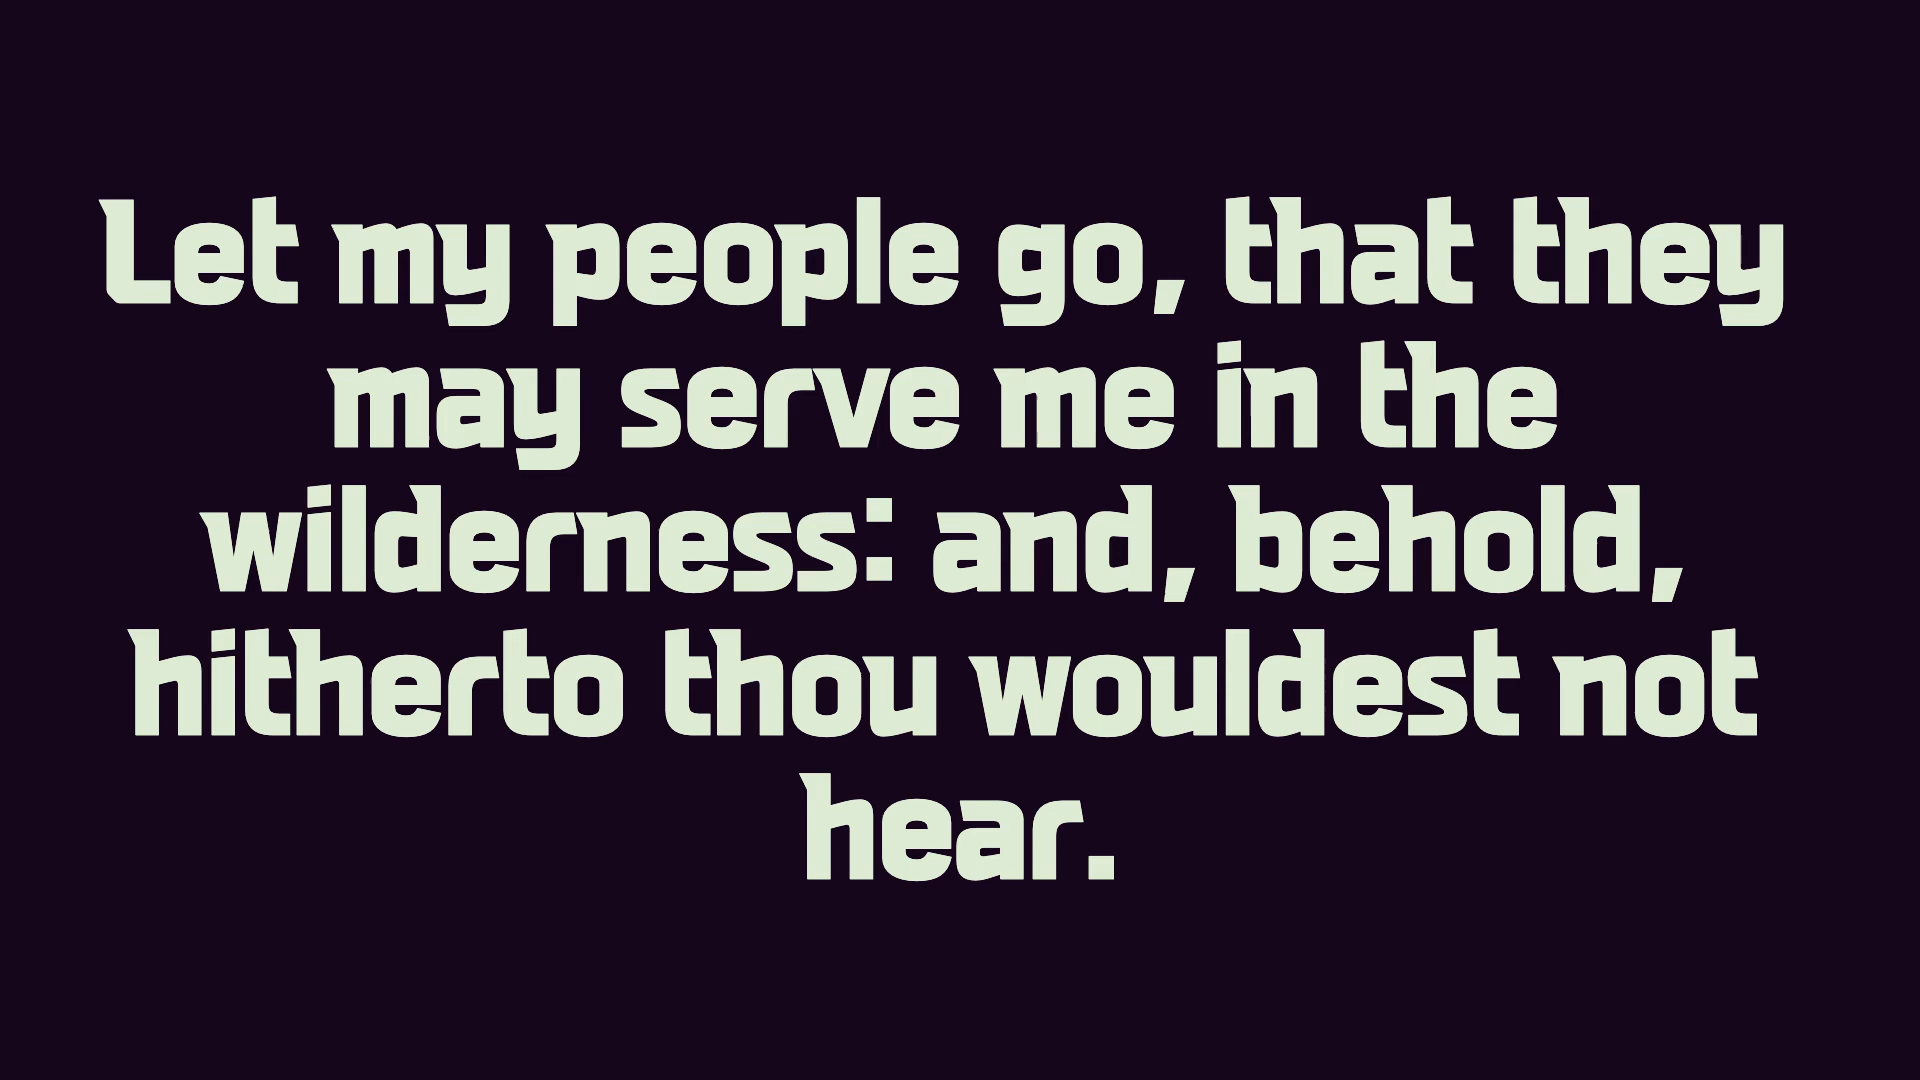 Let my people go, that they
may serve me in the
wilderness: and, behold,
hitherto thou wouldest not
hear.